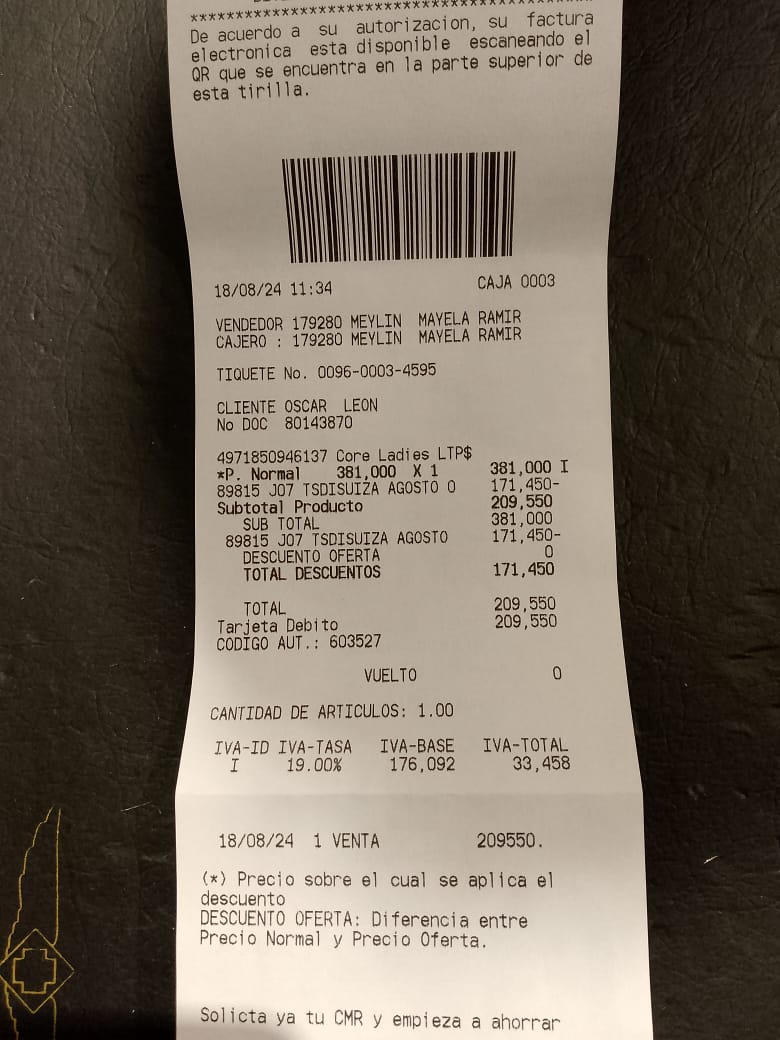 ********************************************
De acuerdo a su autorizacion, su factura
electronica esta disponible escaneando el
QR que se encuentra en la parte superior de
esta tirilla.
18/08/24 11:34 CAJA 0003
VENDEDOR 179280 MEYLIN MAYELA RAMIR
CAJERO : 179280 MEYLIN MAYELA RAMIR
TIQUETE No. 0096-0003-4595
CLIENTE OSCAR LEON
No DOC 80143870
4971850946137 Core Ladies LTP$
*P. Normal 381,000 X 1 381,000 I
89815 J07 TSDISUIZA AGOSTO O 171,450-
Subtotal Producto 209,550
SUB TOTAL 381,000
89815 J07 TSDISUIZA AGOSTO 171,450-
DESCUENTO OFERTA 0
TOTAL DESCUENTOS 171,450
TOTAL 209,550
Tarjeta Debito 209,550
CODIGO AUT.: 603527
VUELTO 0
CANTIDAD DE ARTICULOS: 1.00
IVA-ID IVA-TASA IVA-BASE IVA-TOTAL
I 19.00% 176,092 33,458
18/08/24 1 VENTA 209550.
(*) Precio sobre el cual se aplica el
descuento
DESCUENTO OFERTA: Diferencia entre
Precio Normal y Precio Oferta.
Solicta ya tu CMR y empieza a ahorrar